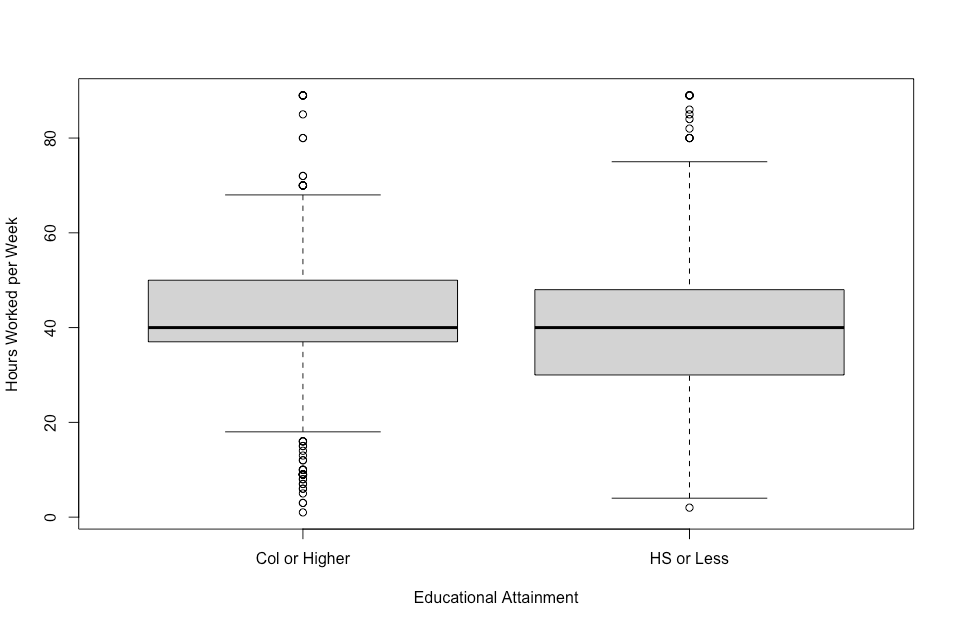 80
60
40
20
0
Hours Worked per Week
Col or Higher
HS or Less
Educational Attainment